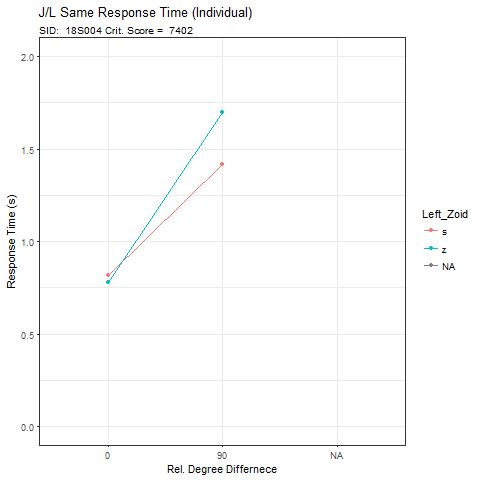 J/L Same Response Time (Individual)
SID: 18S004 Crit. Score = 7402
2.0
1.5
1.0
0.5
0.0
Response Time (s)
0 90 NA
Rel. Degree Differnece
Left_Zoid
s
z
NA